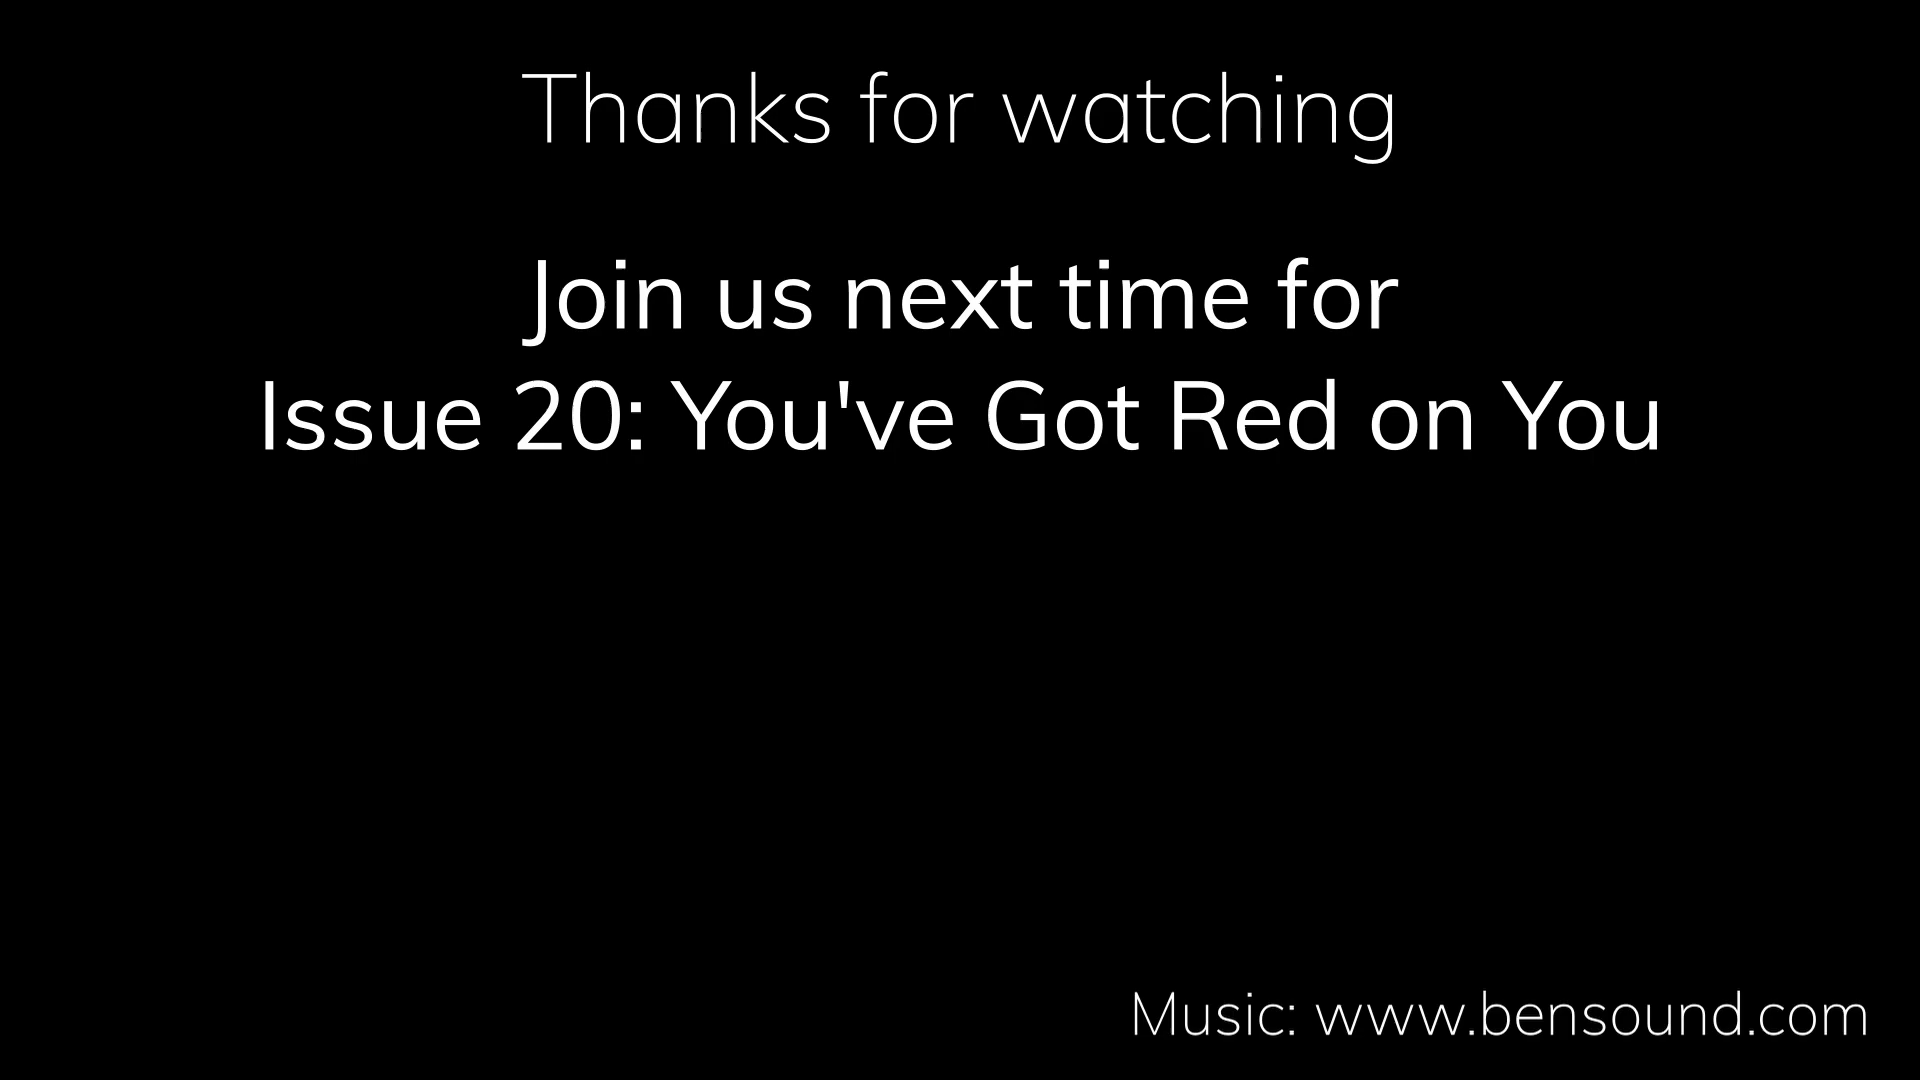 Thanks for watching
Join us next time for
Issue 20: You've Got Red on You
Music: www.bensound.com